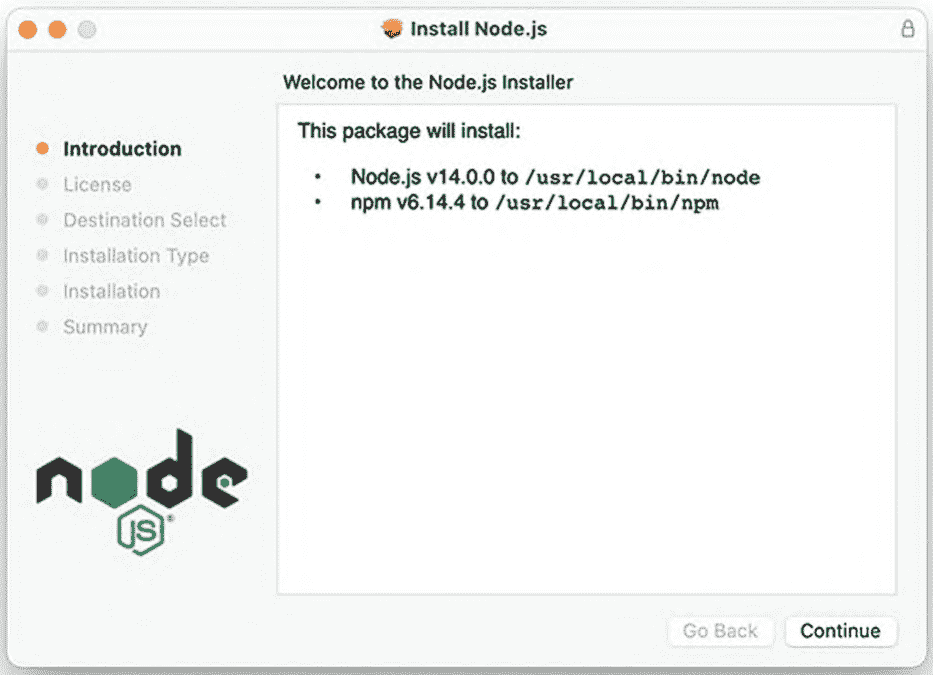 Install Node.js
Welcome to the Node.js Installer
Introduction
License
Destination Select
Installation Type
Installation
Summary
This package will install:
• Node.js v14.0.0 to /usr/local/bin/node
• npm v6.14.4 to /usr/local/bin/npm
node
JS®
Go Back
Continue